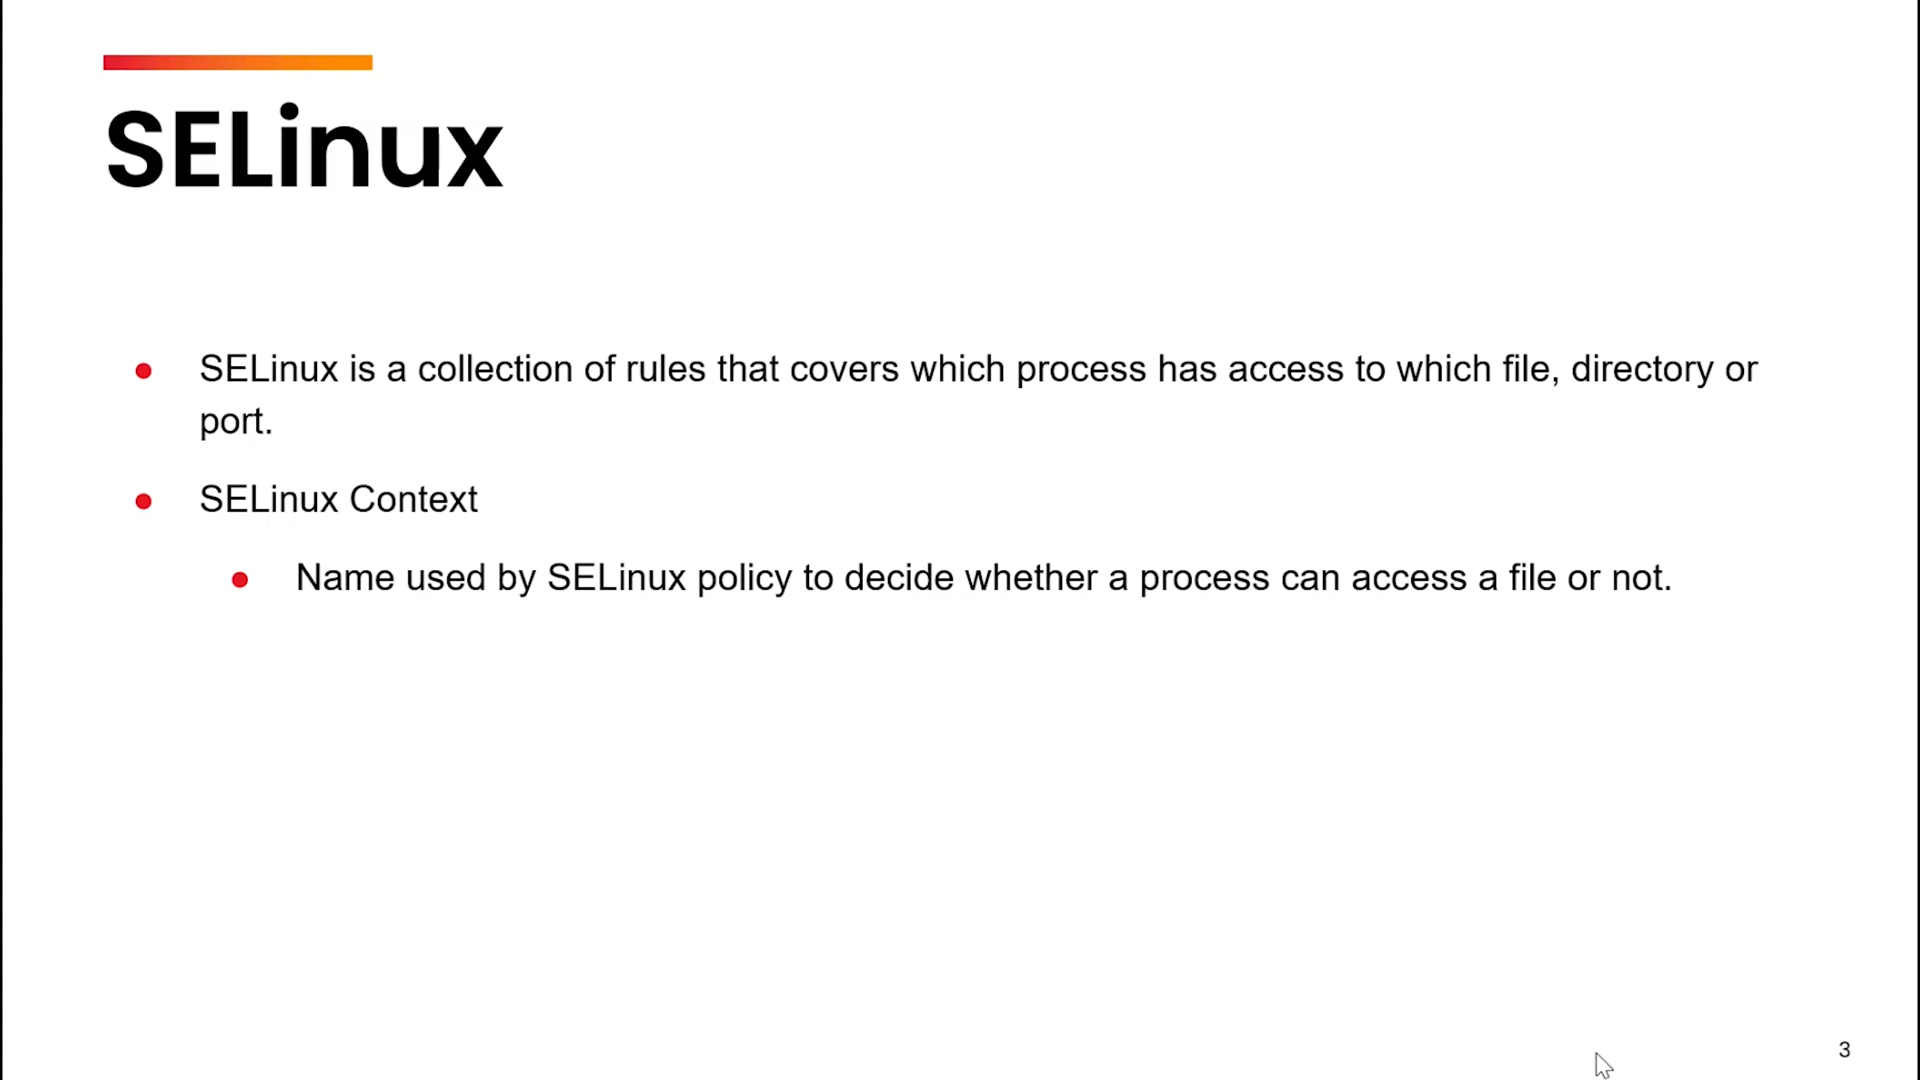 SELinux
SELinux is a collection of rules that covers which process has access to which file, directory or
port.
SELinux Context
Name used by SELinux policy to decide whether a process can access a file or not.
3